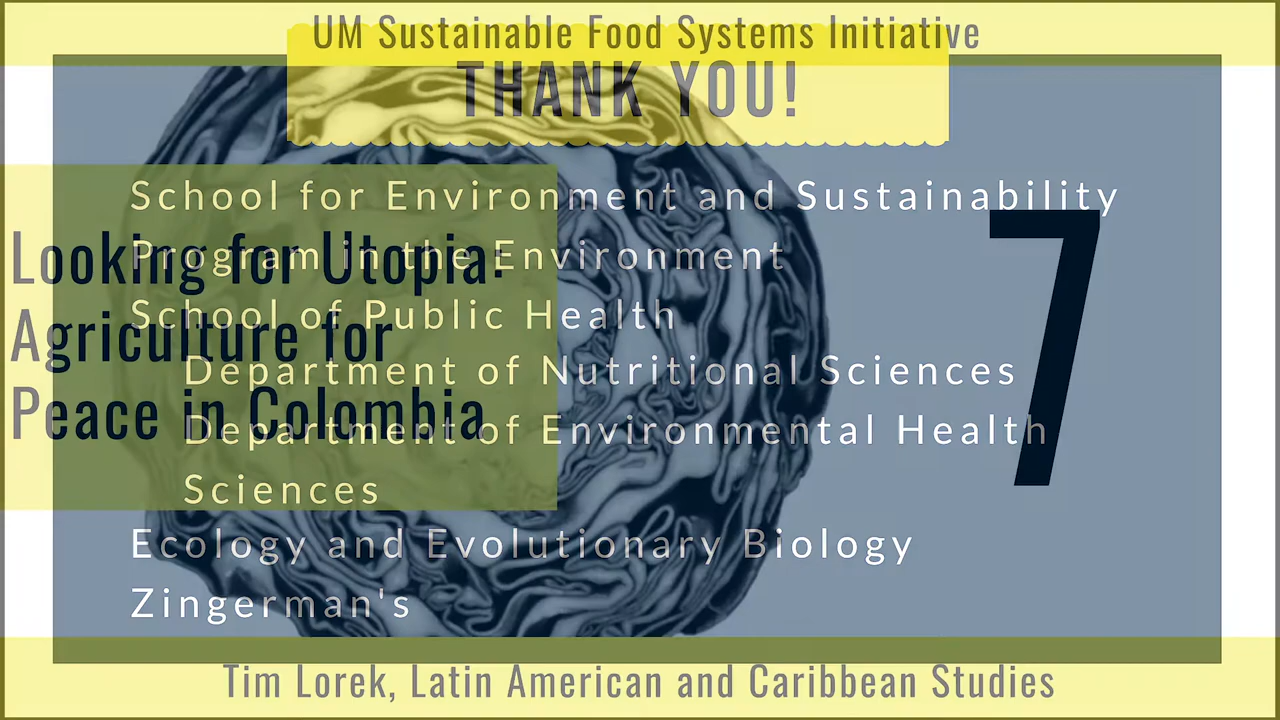 UM Sustainable Food Systems Initiative
THANK YOU!
School for Environment and Sustainability
Program in the Environment
School of Public Health
Department of Nutritional Sciences
Department of Environmental Health
Sciences
Ecology and Evolutionary Biology
Zingerman's
Looking for Utopia:
Agriculture for
Peace in Colombia
7
Tim Lorek, Latin American and Caribbean Studies